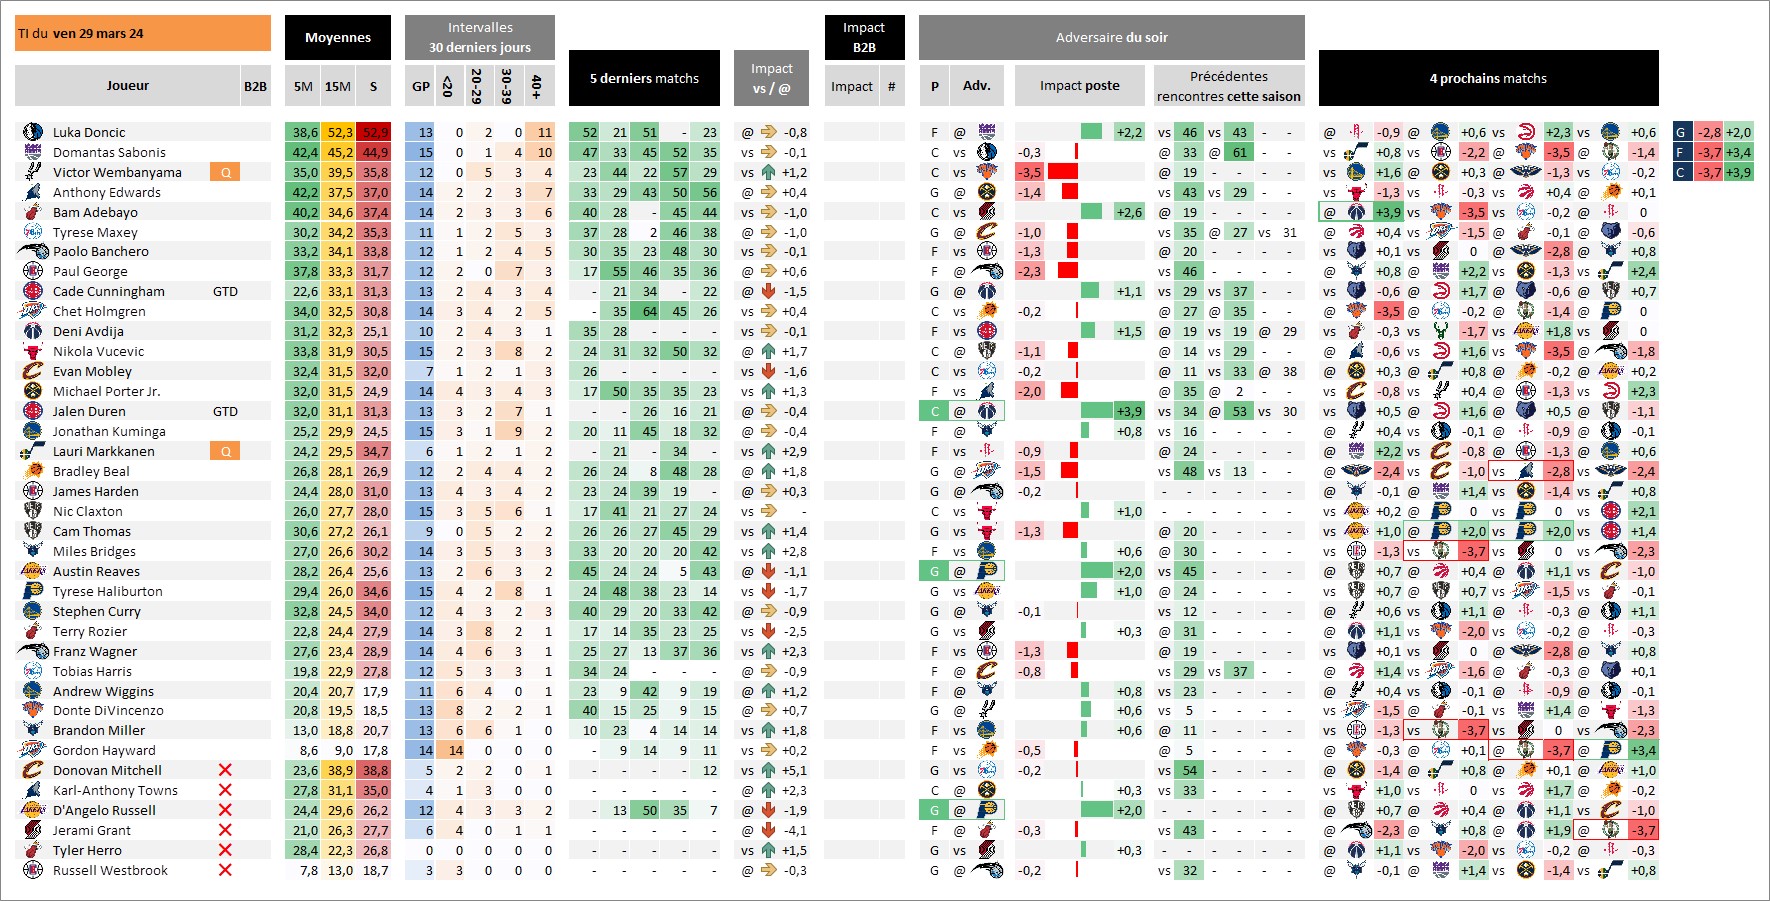 TI du ven 29 mars 24
Moyennes
Intervalles
30 derniers jours
5 derniers matchs
Impact
vs / @
Impact
B2B
Adversaire du soir
4 prochains matchs
Joueur B2B 5M 15M S GP <20 20-29 30-39 40+ Impact # P Adv. Impact poste
Précédentes
rencontres cette saison
Luka Doncic 38,6 52,3 52,9 13 0 2 0 11 52 21 51 - 23 @ -0,8 F @ +2,2 vs 46 vs 43 - - @ -0,9 @ +0,6 vs +2,3 vs +0,6 G -2,8 +2,0
Domantas Sabonis 42,4 45,2 44,9 15 0 1 4 10 47 33 45 52 35 vs -0,1 C vs -0,3 @ 33 @ 61 - - vs +0,8 vs -2,2 @ -3,5 @ -1,4 F -3,7 +3,4
Victor Wembanyama Q 35,0 39,5 35,8 12 0 5 3 4 23 44 22 57 29 vs +1,2 C vs -3,5 @ 19 - - - - vs +1,6 @ +0,3 @ -1,3 vs -0,2 C -3,7 +3,9
Anthony Edwards 42,2 37,5 37,0 14 2 2 3 7 33 29 43 50 56 @ +0,4 G @ -1,4 vs 43 vs 29 - - vs -1,3 vs -0,3 vs +0,4 @ +0,1
Bam Adebayo 40,2 34,6 37,4 14 2 3 3 6 40 28 - 45 44 vs -1,0 C vs +2,6 @ 19 - - - - @ +3,9 vs -3,5 vs -0,2 @ 0
Tyrese Maxey 30,2 34,2 35,3 11 1 2 5 3 37 28 2 46 38 @ -1,0 G @ -1,0 vs 35 @ 27 vs 31 @ +0,4 vs -1,5 @ -0,1 @ -0,6
Paolo Banchero 33,2 34,1 33,8 12 1 2 4 5 30 35 23 48 30 vs -0,1 F vs -1,3 @ 20 - - - - vs +0,1 vs 0 @ -2,8 @ +0,8
Paul George 37,8 33,3 31,7 12 2 0 7 3 17 55 46 35 36 @ +0,6 F @ -2,3 vs 46 - - - - @ +0,8 @ +2,2 vs -1,3 vs +2,4
Cade Cunningham GTD 22,6 33,1 31,3 13 2 4 3 4 - 21 34 - 22 @ -1,5 G @ +1,1 vs 29 vs 37 - - vs -0,6 @ +1,7 @ -0,6 @ +0,7
Chet Holmgren 34,0 32,5 30,8 14 3 4 2 5 - 35 64 45 26 vs +0,4 C vs -0,2 @ 27 @ 35 - - @ -3,5 @ -0,2 @ -1,4 @ 0
Deni Avdija 31,2 32,3 25,1 10 2 4 3 1 35 28 - - - vs -0,1 F vs +1,5 @ 19 vs 19 @ 29 vs -0,3 vs -1,7 vs +1,8 vs 0
Nikola Vucevic 33,8 31,9 30,5 15 2 3 8 2 24 31 32 50 32 @ +1,7 C @ -1,1 @ 14 vs 29 - - @ -0,6 vs +1,6 vs -3,5 @ -1,8
Evan Mobley 32,4 31,5 32,0 7 1 2 1 3 26 - - - - vs -1,6 C vs -0,2 @ 11 vs 33 @ 38 @ +0,3 @ +0,8 @ -0,9 @ +0,2
Michael Porter Jr. 32,0 31,5 24,9 14 4 3 4 3 17 50 35 35 23 vs +1,3 F vs -2,0 @ 35 @ 2 - - vs -0,8 vs +0,4 @ -1,3 vs +2,3
Jalen Duren GTD 32,0 31,1 31,3 13 3 2 7 1 - - 26 16 21 @ -0,4 C @ +3,9 vs 34 @ 53 vs 30 vs +0,5 @ +1,6 @ +0,5 @ -1,1
Jonathan Kuminga 25,2 29,9 24,5 15 3 1 9 2 20 11 45 18 32 @ -0,4 F @ +0,8 vs 16 - - - - @ +0,4 vs -0,1 @ -0,9 @ -0,1
Lauri Markkanen Q 24,2 29,5 34,7 6 1 2 1 2 - 21 - 34 - vs +2,9 F vs -0,9 @ 24 - - - - @ +2,2 vs -0,8 @ -1,3 @ +0,6
Bradley Beal 26,8 28,1 26,9 12 2 4 4 2 26 24 8 48 28 @ +1,8 G @ -1,5 vs 48 vs 13 - - @ -2,4 vs -1,0 vs -2,8 vs -2,4
James Harden 24,4 28,0 31,0 13 4 3 4 2 23 24 39 19 - @ +0,3 G @ -0,2 - - - - - - @ -0,1 @ +1,4 vs -1,4 vs +0,8
Nic Claxton 26,0 27,7 28,0 15 3 5 6 1 17 41 21 27 24 vs - C vs +1,0 - - - - - - vs +0,2 @ 0 vs 0 vs +2,1
Cam Thomas 30,6 27,2 26,1 9 0 5 2 2 26 26 27 45 29 vs +1,4 G vs -1,3 @ 20 - - - - vs +1,0 @ +2,0 vs +2,0 vs +1,4
Miles Bridges 27,0 26,6 30,2 14 3 5 3 3 33 20 20 20 42 vs +2,8 F vs +0,6 @ 30 - - - - vs -1,3 vs -3,7 vs 0 vs -2,3
Austin Reaves 28,2 26,4 25,6 13 2 6 3 2 45 24 24 5 43 @ -1,1 G @ +2,0 vs 45 - - - - @ +0,7 @ +0,4 @ +1,1 vs -1,0
Tyrese Haliburton 29,4 26,0 34,6 15 4 2 8 1 24 48 38 23 14 vs -1,7 G vs +1,0 @ 24 - - - - vs +0,7 @ +0,7 vs -1,5 vs -0,1
Stephen Curry 32,8 24,5 34,0 12 4 3 2 3 40 29 20 33 42 @ -0,9 G @ -0,1 vs 12 - - - - @ +0,6 vs +1,1 @ -0,3 @ +1,1
Terry Rozier 22,8 24,4 27,9 14 3 8 2 1 17 14 35 23 25 vs -2,5 G vs +0,3 @ 31 - - - - @ +1,1 vs -2,0 vs -0,2 @ -0,3
Franz Wagner 27,6 23,4 28,9 14 4 6 3 1 25 27 13 37 36 vs +2,3 F vs -1,3 @ 19 - - - - vs +0,1 vs 0 @ -2,8 @ +0,8
Tobias Harris 19,8 22,9 27,8 12 5 3 3 1 34 24 - - - @ -0,9 F @ -0,8 vs 29 vs 37 - - @ +1,4 vs -1,6 @ -0,3 @ +0,1
Andrew Wiggins 20,4 20,7 17,9 11 6 4 0 1 23 9 42 9 19 @ +1,2 F @ +0,8 vs 23 - - - - @ +0,4 vs -0,1 @ -0,9 @ -0,1
Donte DiVincenzo 20,8 19,5 18,5 13 8 2 2 1 40 15 25 9 15 @ +0,7 G @ +0,6 vs 5 - - - - vs -1,5 @ -0,1 vs +1,4 @ -1,3
Brandon Miller 13,0 18,8 20,7 13 6 6 1 0 10 23 4 14 14 vs +1,8 F vs +0,6 @ 11 - - - - vs -1,3 vs -3,7 vs 0 vs -2,3
Gordon Hayward 8,6 9,0 17,8 14 14 0 0 0 - 9 14 9 11 vs +0,2 F vs -0,5 @ 5 - - - - @ -0,3 @ +0,1 @ -3,7 @ +3,4
Donovan Mitchell 23,6 38,9 38,8 5 2 2 0 1 - - - - 12 vs +5,1 G vs -0,2 vs 54 - - - - @ -1,4 @ +0,8 @ +0,1 @ +1,0
Karl-Anthony Towns 27,8 31,1 35,0 4 1 3 0 0 - - - - - @ +2,3 C @ +0,3 vs 33 - - - - vs +1,0 vs 0 vs +1,7 @ -0,2
D'Angelo Russell 24,4 29,6 26,2 12 4 3 3 2 - 13 50 35 7 @ -1,9 G @ +2,0 - - - - - - @ +0,7 @ +0,4 @ +1,1 vs -1,0
Jerami Grant 21,0 26,3 27,7 6 4 0 1 1 - - - - - @ -4,1 F @ -0,3 vs 43 - - - - @ -2,3 @ +0,8 @ +1,9 @ -3,7
Tyler Herro 28,4 22,3 26,8 0 0 0 0 0 - - - - - vs +1,5 G vs +0,3 - - - - - - @ +1,1 vs -2,0 vs -0,2 @ -0,3
Russell Westbrook 7,8 13,0 18,7 3 3 0 0 0 - - - - - @ -0,3 G @ -0,2 vs 32 - - - - @ -0,1 @ +1,4 vs -1,4 vs +0,8